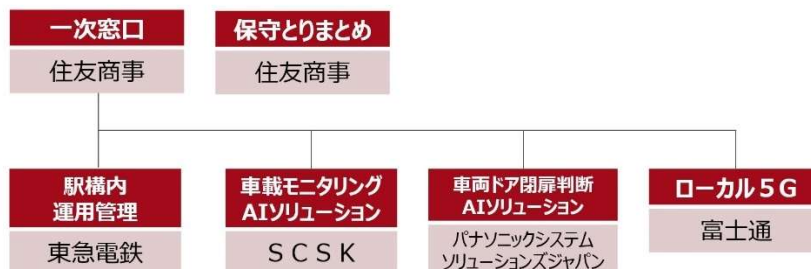 一次窓口
住友商事
保守とりまとめ
住友商事
駅構内
運用管理
東急電鉄
車載モニタリング
AIソリューション
ＳＣＳＫ
車両ドア閉扉判断
AIソリューション
パナソニックシステム
ソリューションズジャパン
ローカル５Ｇ
富士通